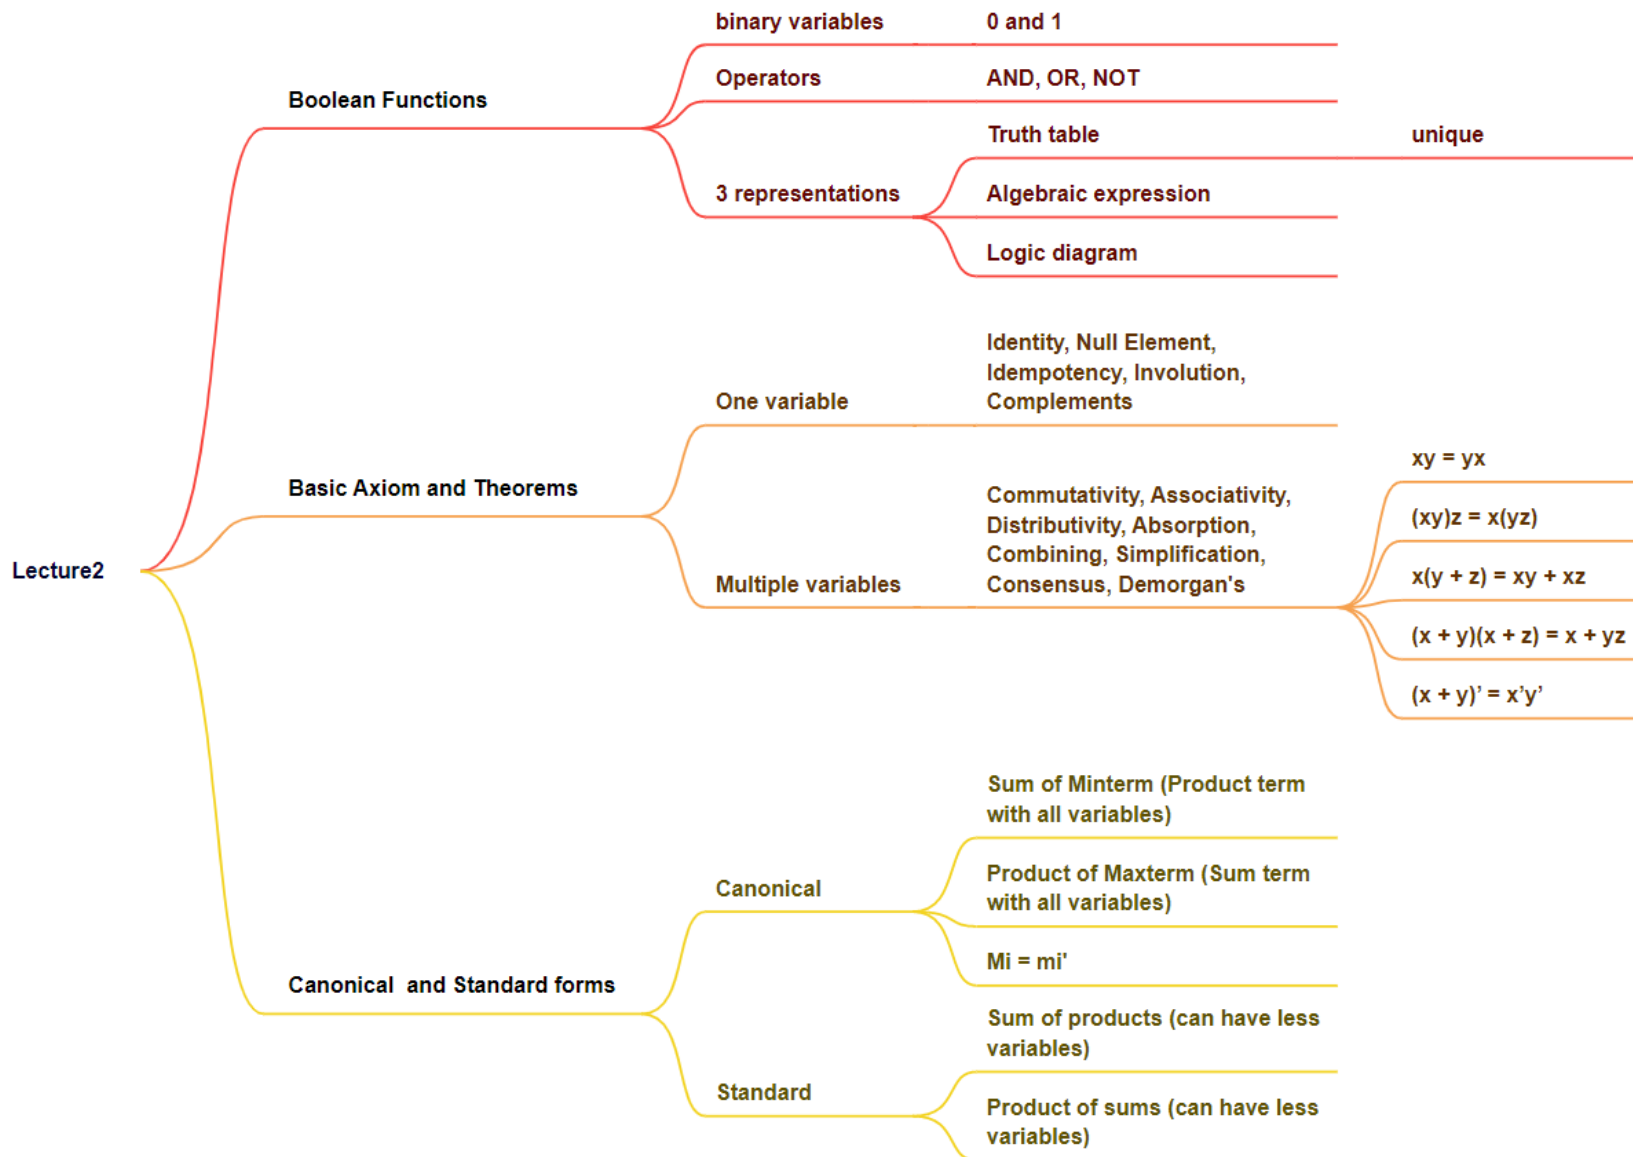 Lecture2
Boolean Functions
binary variables
0 and 1
Operators
AND, OR, NOT
3 representations
Truth table
unique
Algebraic expression
Logic diagram
Basic Axiom and Theorems
One variable
Identity, Null Element,
Idempotency, Involution,
Complements
Multiple variables
Commutativity, Associativity,
Distributivity, Absorption,
Combining, Simplification,
Consensus, Demorgan's
xy = yx
(xy)z = x(yz)
x(y + z) = xy + xz
(x + y)(x + z) = x + yz
(x + y)’ = x’y’
Canonical  and Standard forms
Canonical
Sum of Minterm (Product term
with all variables)
Product of Maxterm (Sum term
with all variables)
Mi = mi'
Standard
Sum of products (can have less
variables)
Product of sums (can have less
variables)